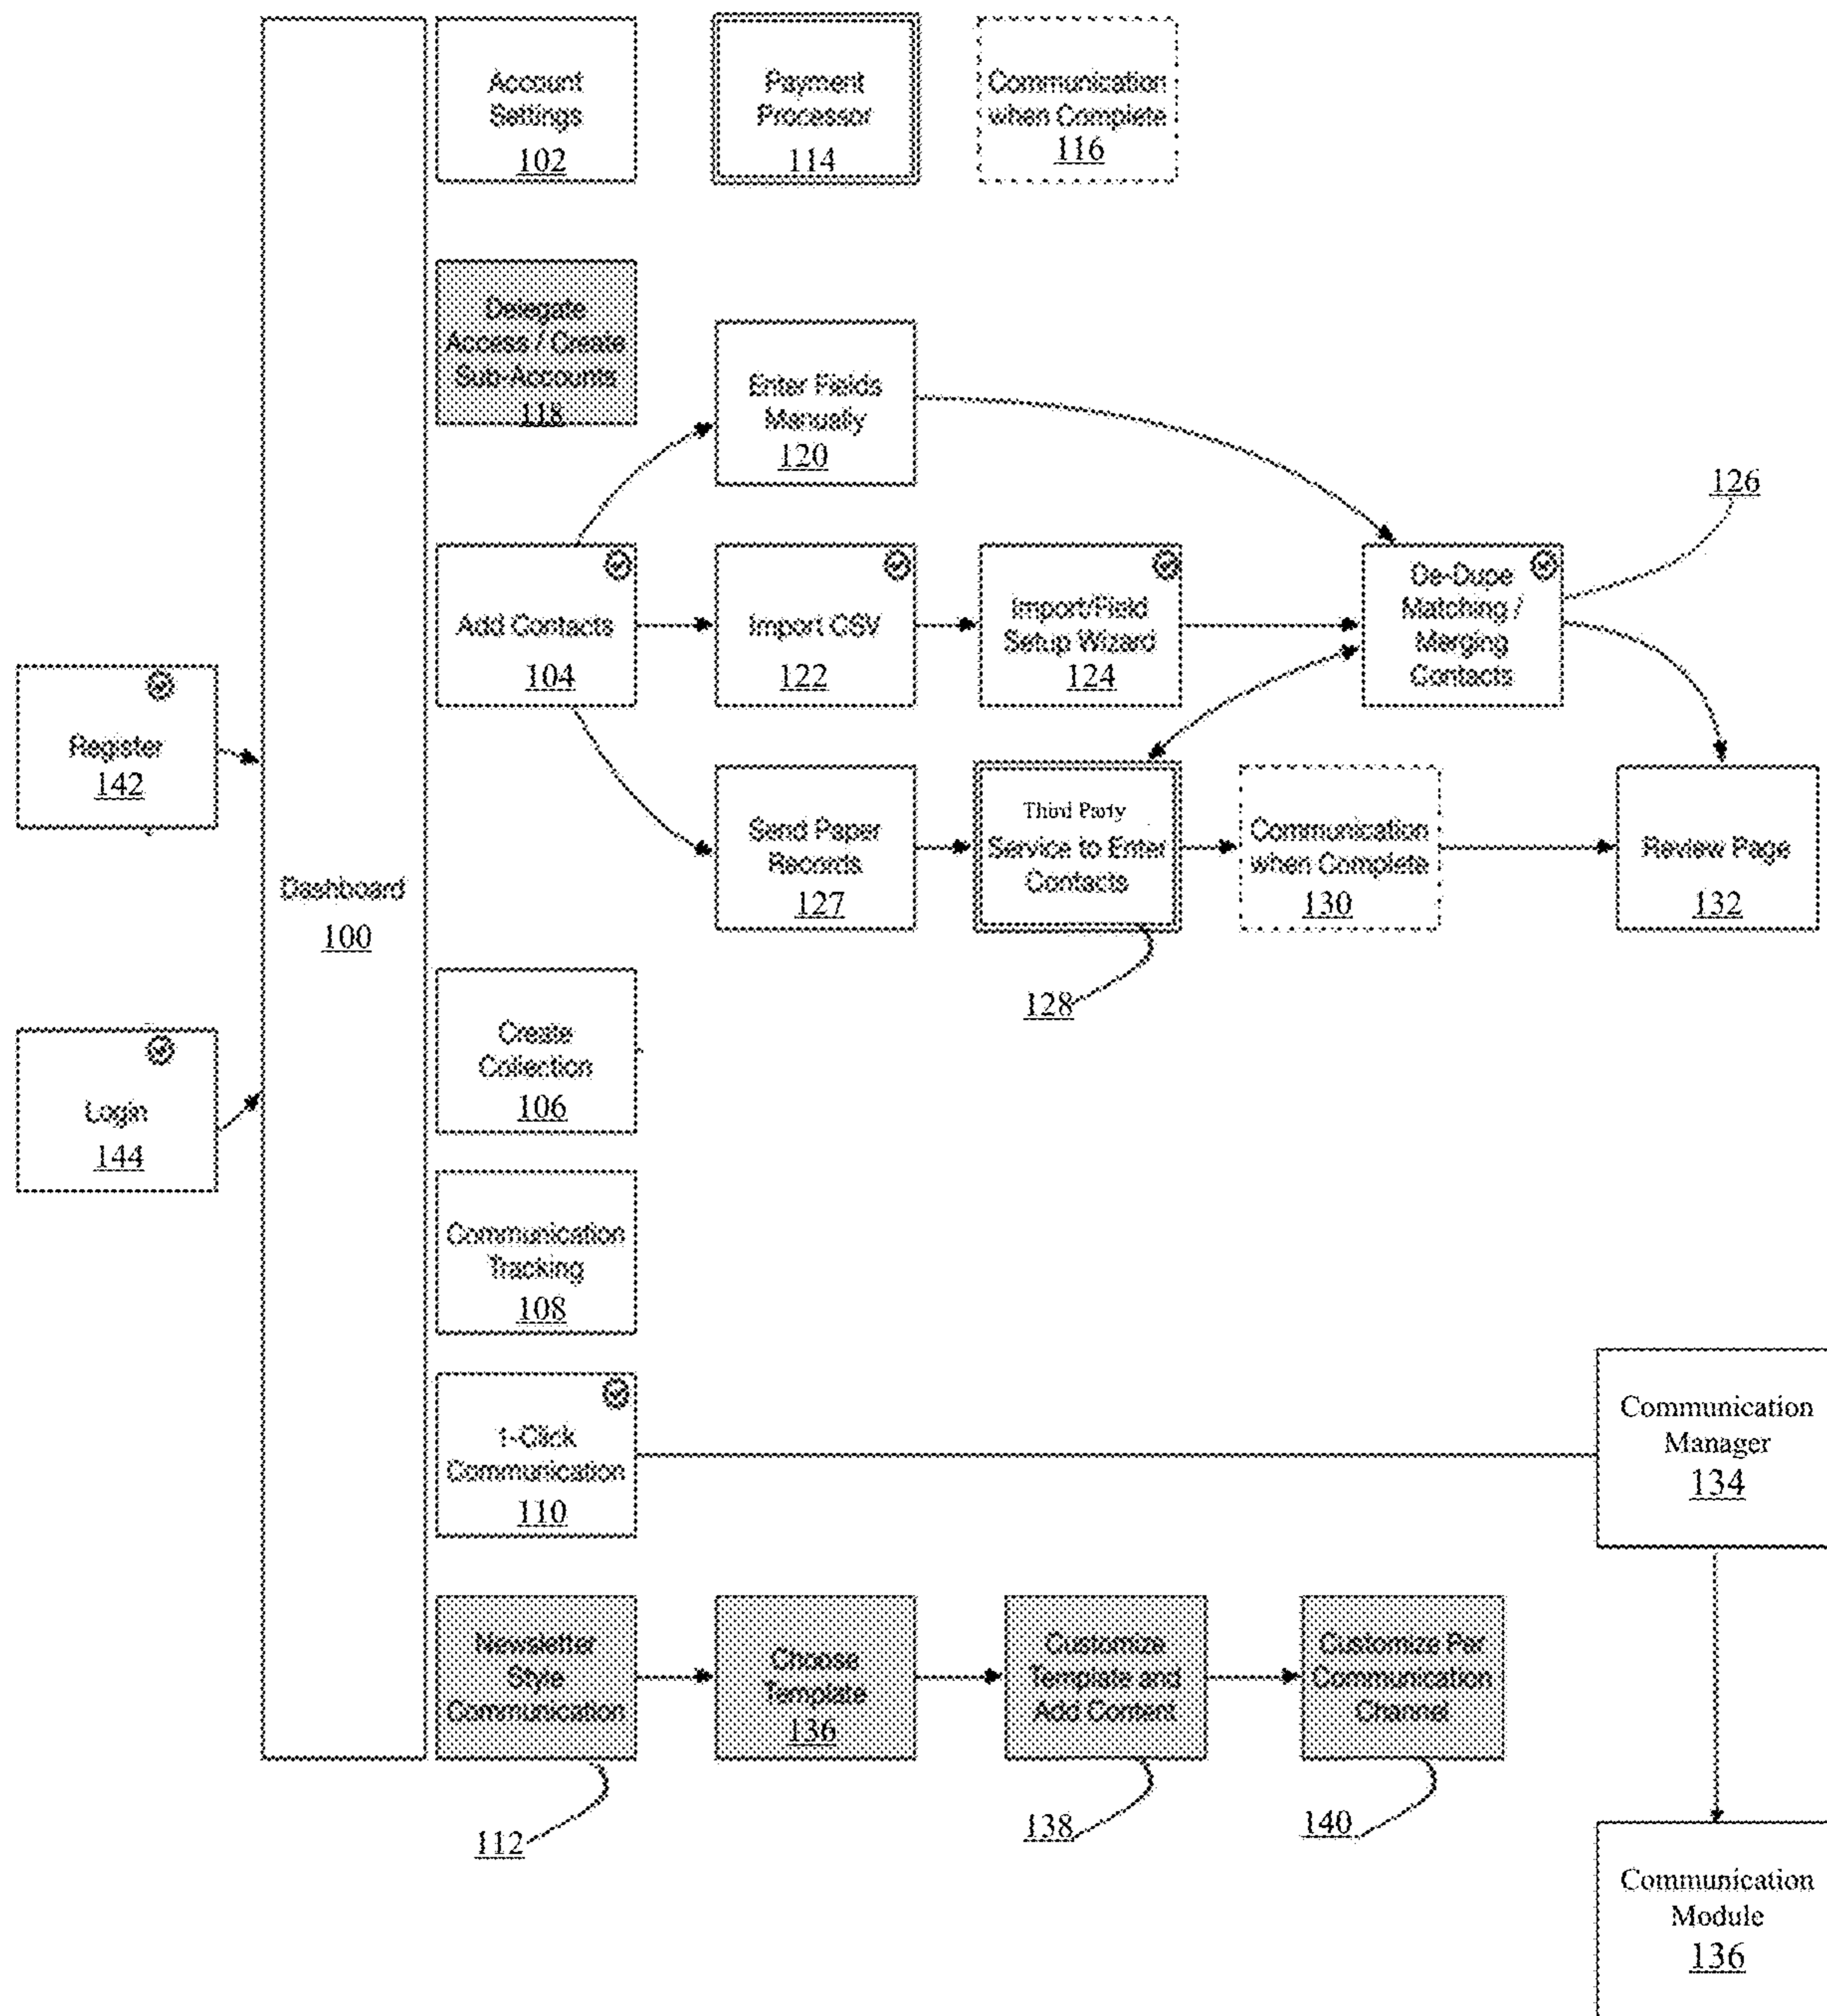 Account
Settings
102
Payment
Processor
114
Communication
when Complete
116
Delegate
Access / Create
Sub-Accounts
118
Enter Fields
Manually
120
126
Add Contacts
104
Import CSV
122
Import/Field
Setup Wizard
124
De-Dupe
Matching /
Merging
Contacts
Register
142
Send Paper
Records
127
Third Party
Service to Enter
Contacts
Communication
when Complete
130
Review Page
132
Dashboard
100
128
Create
Collection
106
Login
144
Communication
Tracking
108
1-Click
Communication
110
Communication
Manager
134
Newsletter
Style
Communication
Choose
Template
136
Customize
Template and
Add Content
Customize Per
Communication
Channel
112
138
140
Communication
Module
136